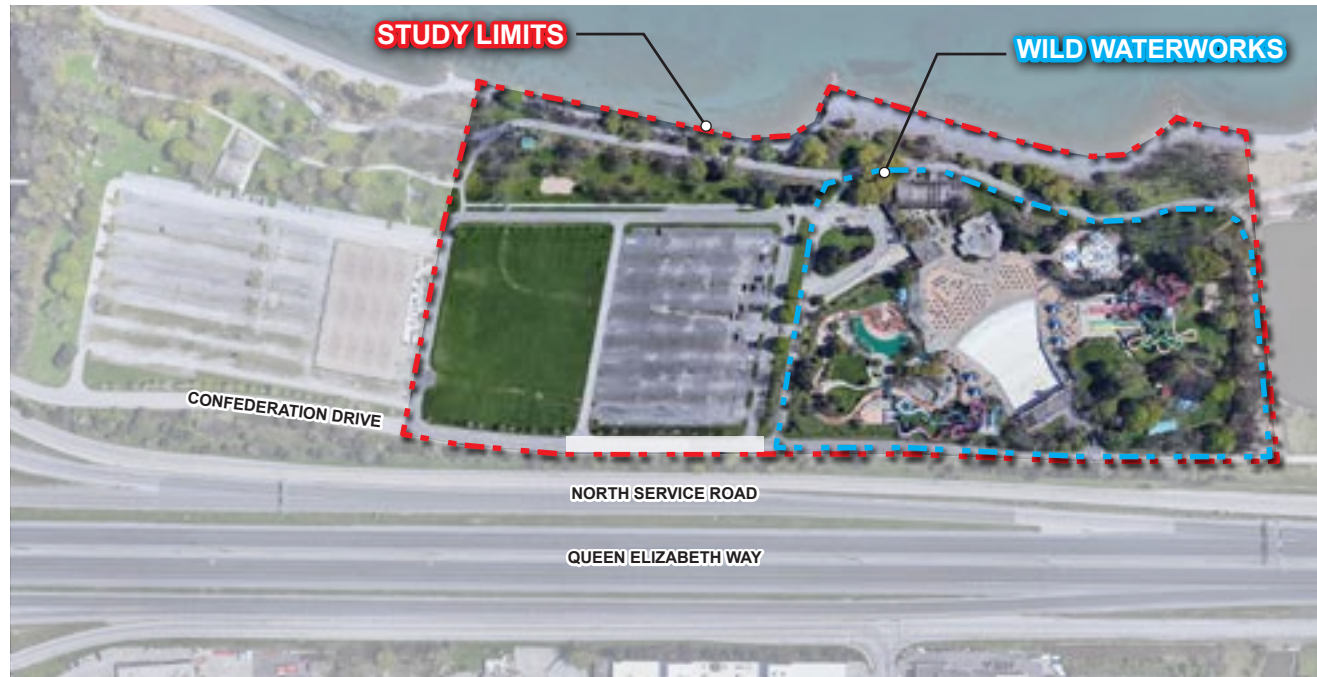 STUDY LIMITS
WILD WATERWORKS
CONFEDERATION DRIVE
NORTH SERVICE ROAD
QUEEN ELIZABETH WAY